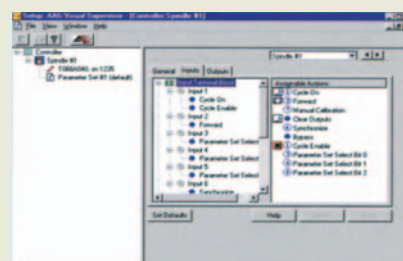 Setup: AAG Visual Supervisor - [Controller:Spindle #1]
File View Window Help
Controller
Spindle #1
Parameter Set #1 (default)
Spindle #1
General Inputs Outputs
Input 1
Cycle On
Cycle Enable
Input 2
Forward
Input 3
Parameter Set Select
Input 4
Parameter Set Select
Input 5
Parameter Set Select
Input 6
Synchronize
Assignable Actions:
Cycle On
Forward
Manual Calibration
Clear Outputs
Synchronize
Bypass
Cycle Enable
Parameter Set Select Bit 0
Parameter Set Select Bit 1
Parameter Set Select Bit 2
Set Defaults
Help